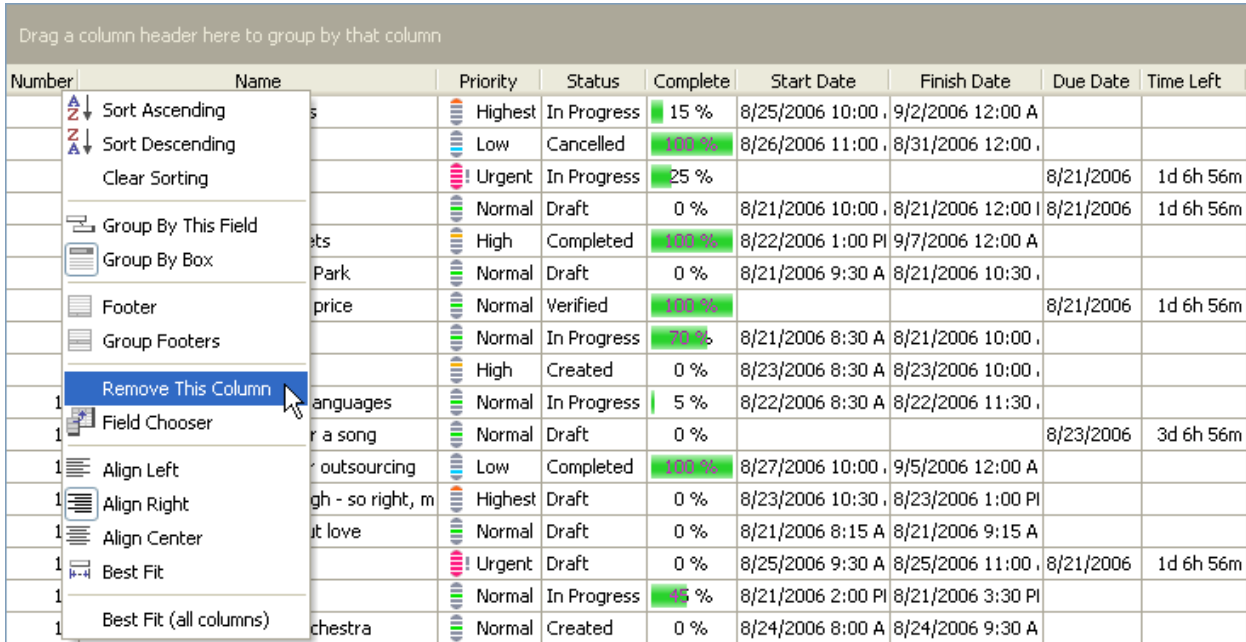 Drag a column header here to group by that column
Number Name Priority Status Complete Start Date Finish Date Due Date Time Left
Sort Ascending s Highest In Progress 15 % 8/25/2006 10:00 9/2/2006 12:00 A
Sort Descending Low Cancelled 100 % 8/26/2006 11:00 8/31/2006 12:00
Clear Sorting ! Urgent In Progress 25 % 8/21/2006 1d 6h 56m
Group By This Field Normal Draft 0 % 8/21/2006 10:00 8/21/2006 12:00 8/21/2006 1d 6h 56m
Group By Box ets High Completed 100 % 8/22/2006 1:00 P 9/7/2006 12:00 A
Park Normal Draft 0 % 8/21/2006 9:30 A 8/21/2006 10:30
Footer price Normal Verified 100 % 8/21/2006 1d 6h 56m
Group Footers Normal In Progress 70 % 8/21/2006 8:30 A 8/21/2006 10:00
Remove This Column High Created 0 % 8/23/2006 8:30 A 8/23/2006 10:00
1 anguages Normal In Progress 5 % 8/22/2006 8:30 A 8/22/2006 11:30
Field Chooser 1 r a song Normal Draft 0 % 8/23/2006 3d 6h 56m
Align Left 1 outsourcing Low Completed 100 % 8/27/2006 10:00 9/5/2006 12:00 A
Align Right 1 gh - so right, m Highest Draft 0 % 8/23/2006 10:30 8/23/2006 1:00 P
Align Center 1 ut love Normal Draft 0 % 8/21/2006 8:15 A 8/21/2006 9:15 A
Best Fit 1 ! Urgent Draft 0 % 8/25/2006 9:30 A 8/25/2006 11:00 8/21/2006 1d 6h 56m
1 Normal In Progress 45 % 8/21/2006 2:00 P 8/21/2006 3:30 P
Best Fit (all columns) 1 chestra Normal Created 0 % 8/24/2006 8:00 A 8/24/2006 9:30 A